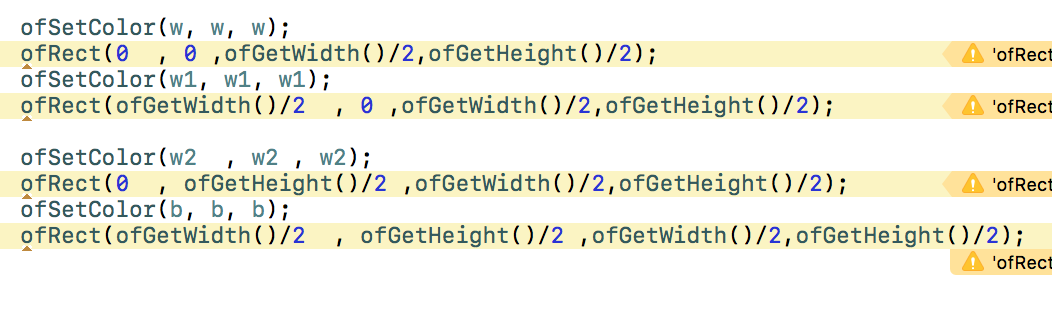 ofSetColor(w, w, w);
ofRect(0  , 0 ,ofGetWidth()/2,ofGetHeight()/2); 'ofRect
ofSetColor(w1, w1, w1);
ofRect(ofGetWidth()/2  , 0 ,ofGetWidth()/2,ofGetHeight()/2); 'ofRect
ofSetColor(w2  , w2 , w2);
ofRect(0  , ofGetHeight()/2 ,ofGetWidth()/2,ofGetHeight()/2); 'ofRect
ofSetColor(b, b, b);
ofRect(ofGetWidth()/2  , ofGetHeight()/2 ,ofGetWidth()/2,ofGetHeight()/2);
'ofRect